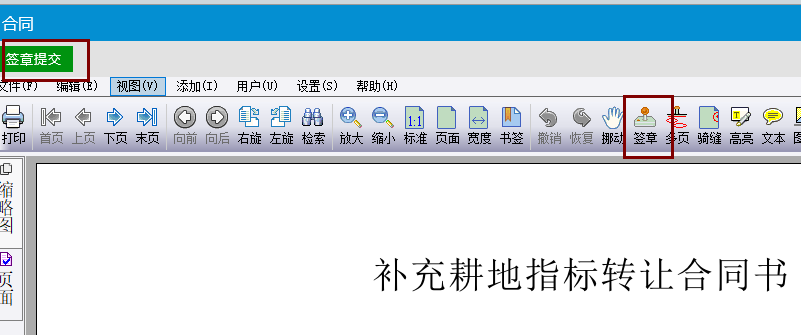 合同
签章提交
文件(F) 编辑(E) 视图(V) 添加(I) 用户(U) 设置(S) 帮助(H)
打印 首页 上页 下页 末页 向前 向后 右旋 左旋 检索 放大 缩小 1:1 标准 页面 宽度 书签 撤销 恢复 挪动 签章 多页 骑缝 高亮 文本
缩略图
页面
补充耕地指标转让合同书